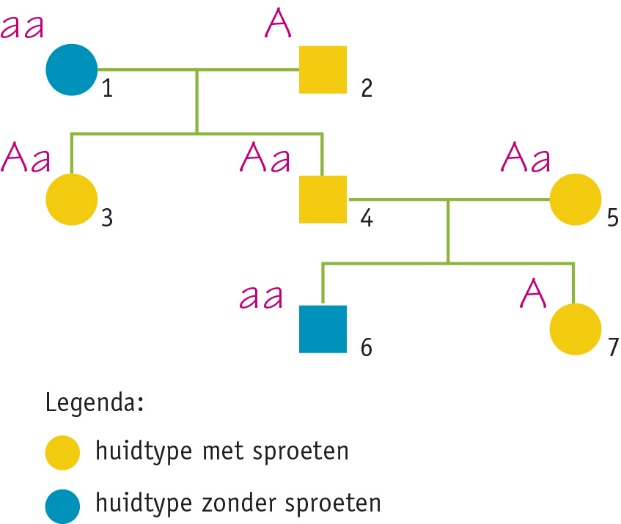 aa A
1 2
Aa Aa Aa
3 4 5
aa A
6 7
Legenda:
huidtype met sproeten
huidtype zonder sproeten